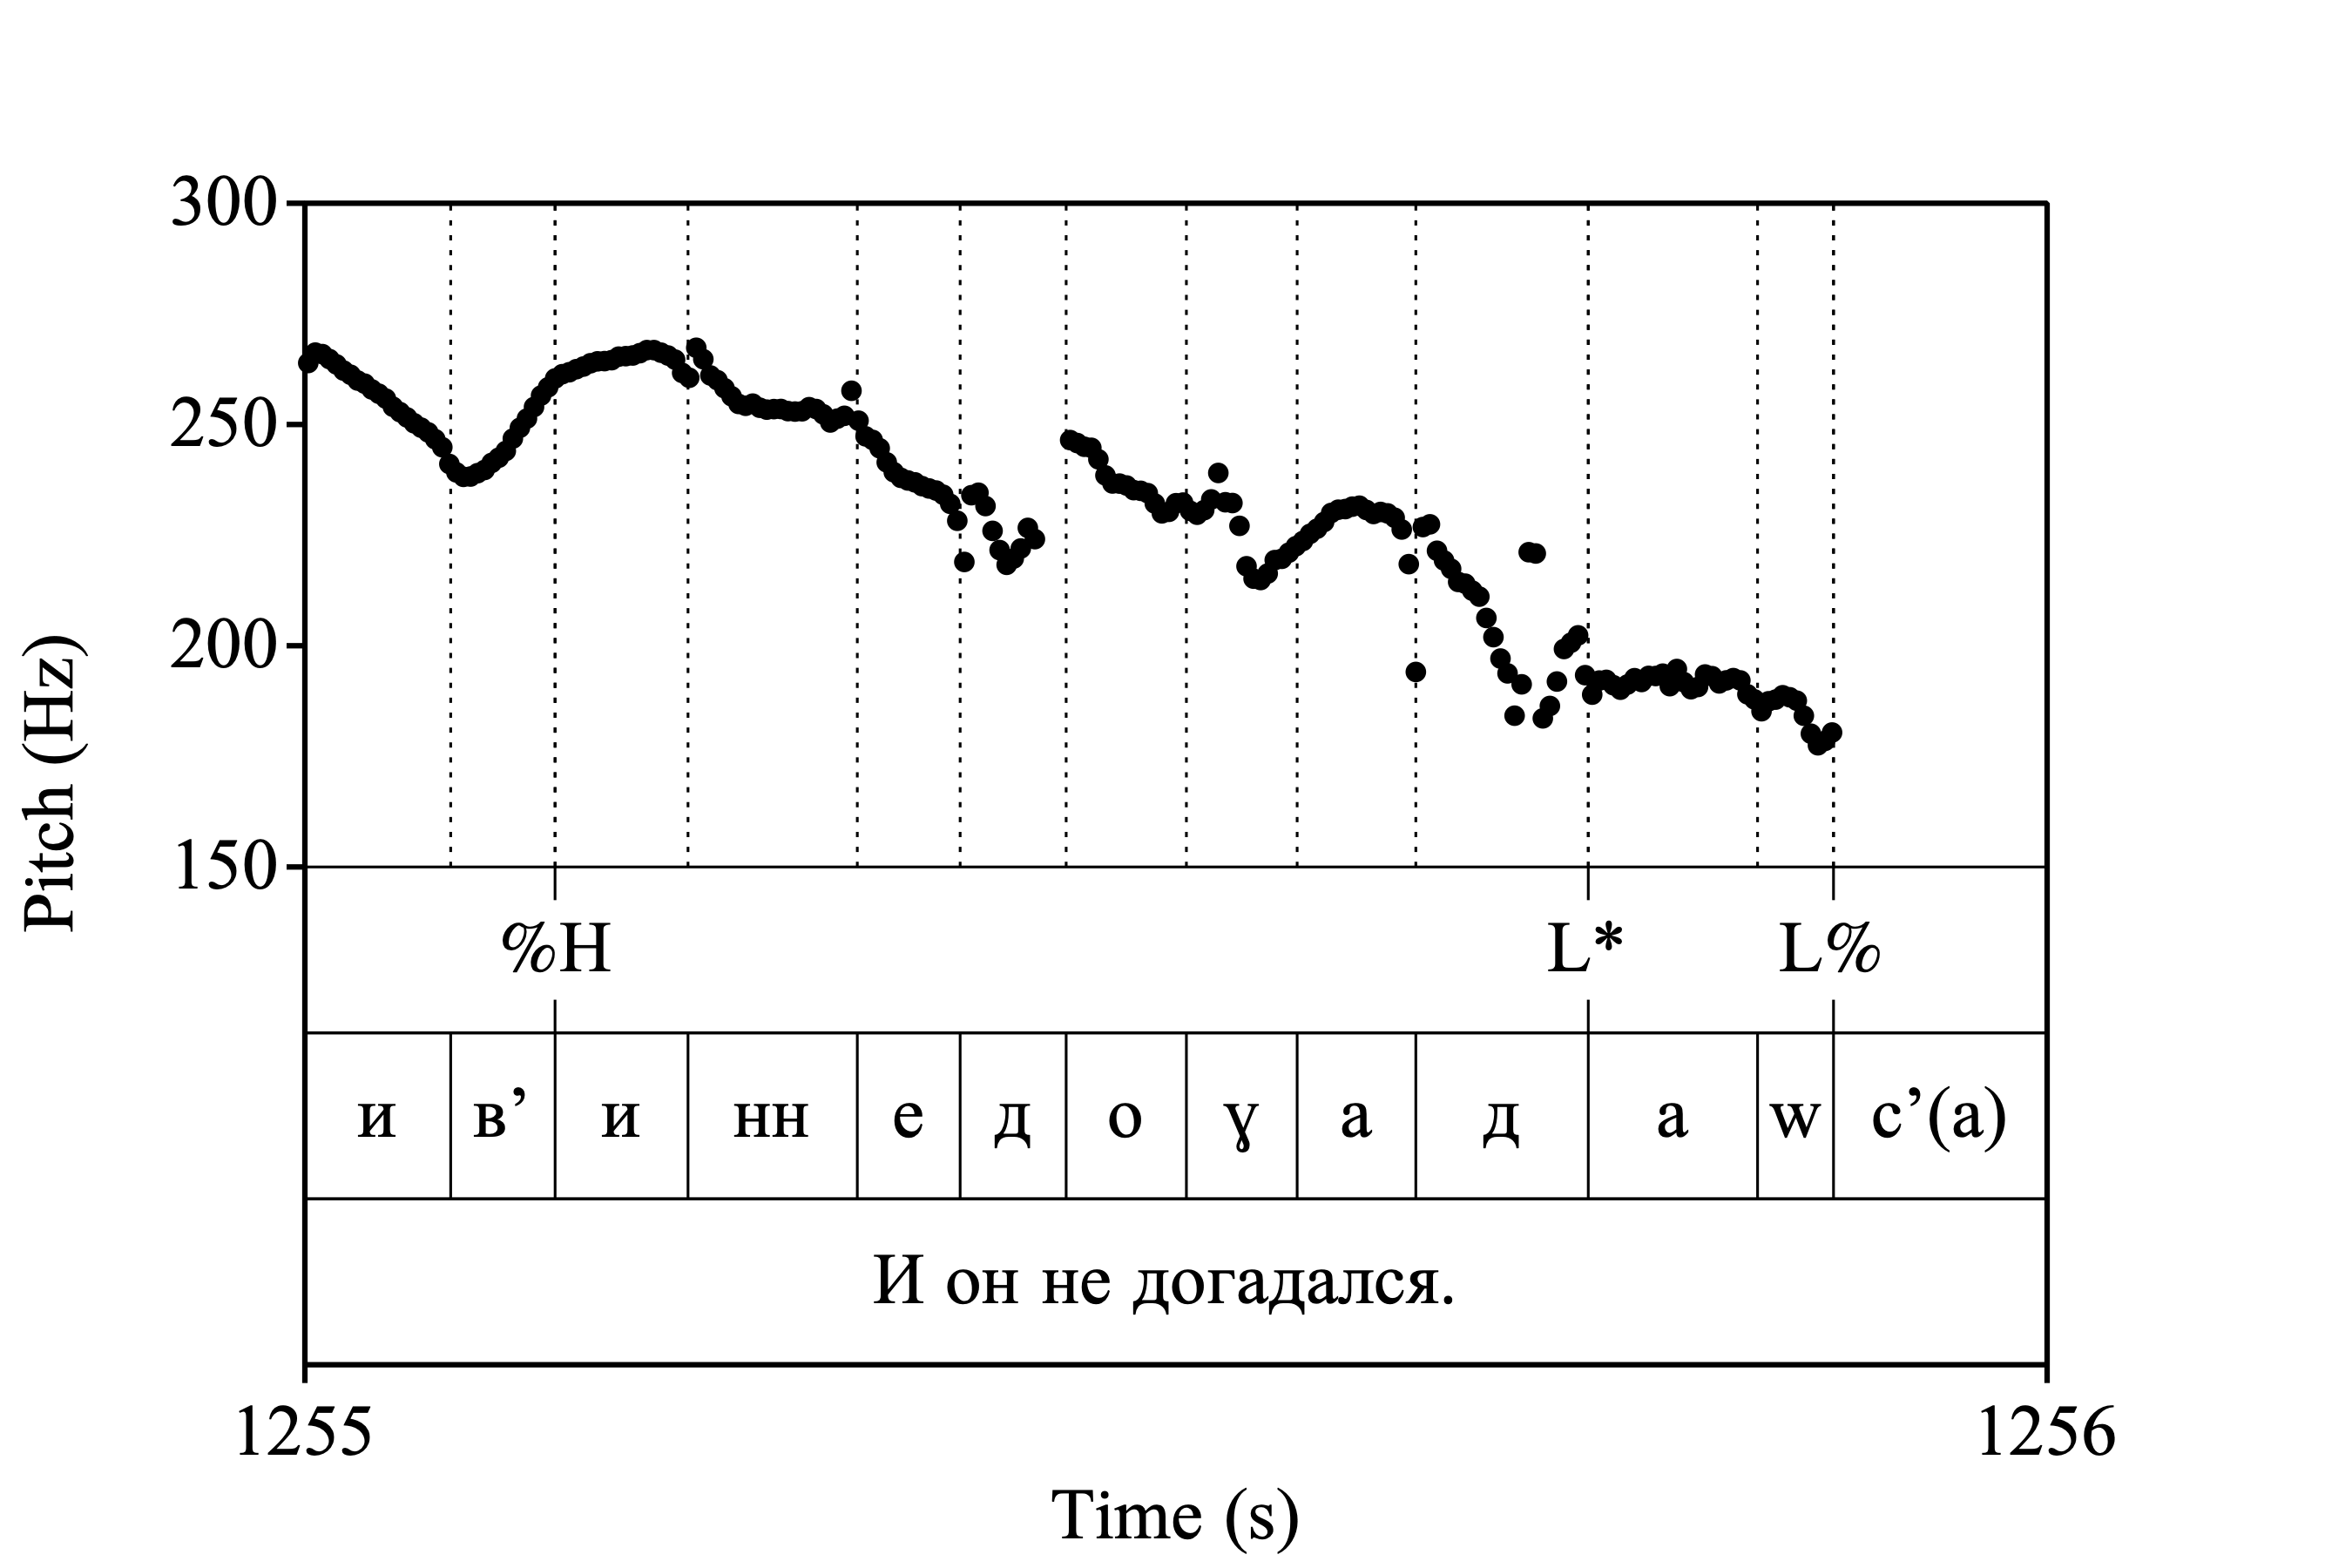 300
250
200
150
Pitch (Hz)
%H L* L%
и в’ и нн е д о ɣ а д а w с’(а)
И он не догадался.
1255 1256
Time (s)